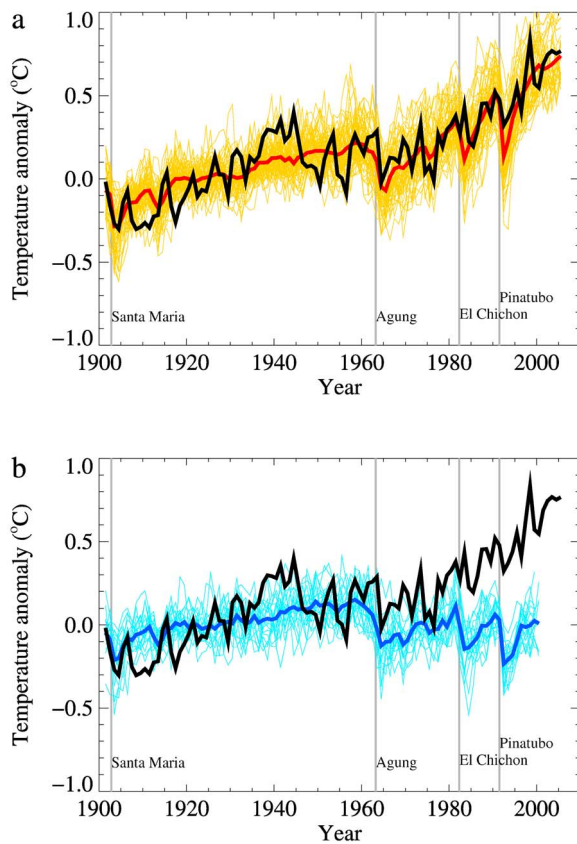 a
Temperature anomaly (°C)
1.0
0.5
0.0
−0.5
−1.0
Santa Maria
Agung
El Chichon
Pinatubo
1900
1920
1940
1960
1980
2000
Year
b
Temperature anomaly (°C)
1.0
0.5
0.0
−0.5
−1.0
Santa Maria
Agung
El Chichon
Pinatubo
1900
1920
1940
1960
1980
2000
Year